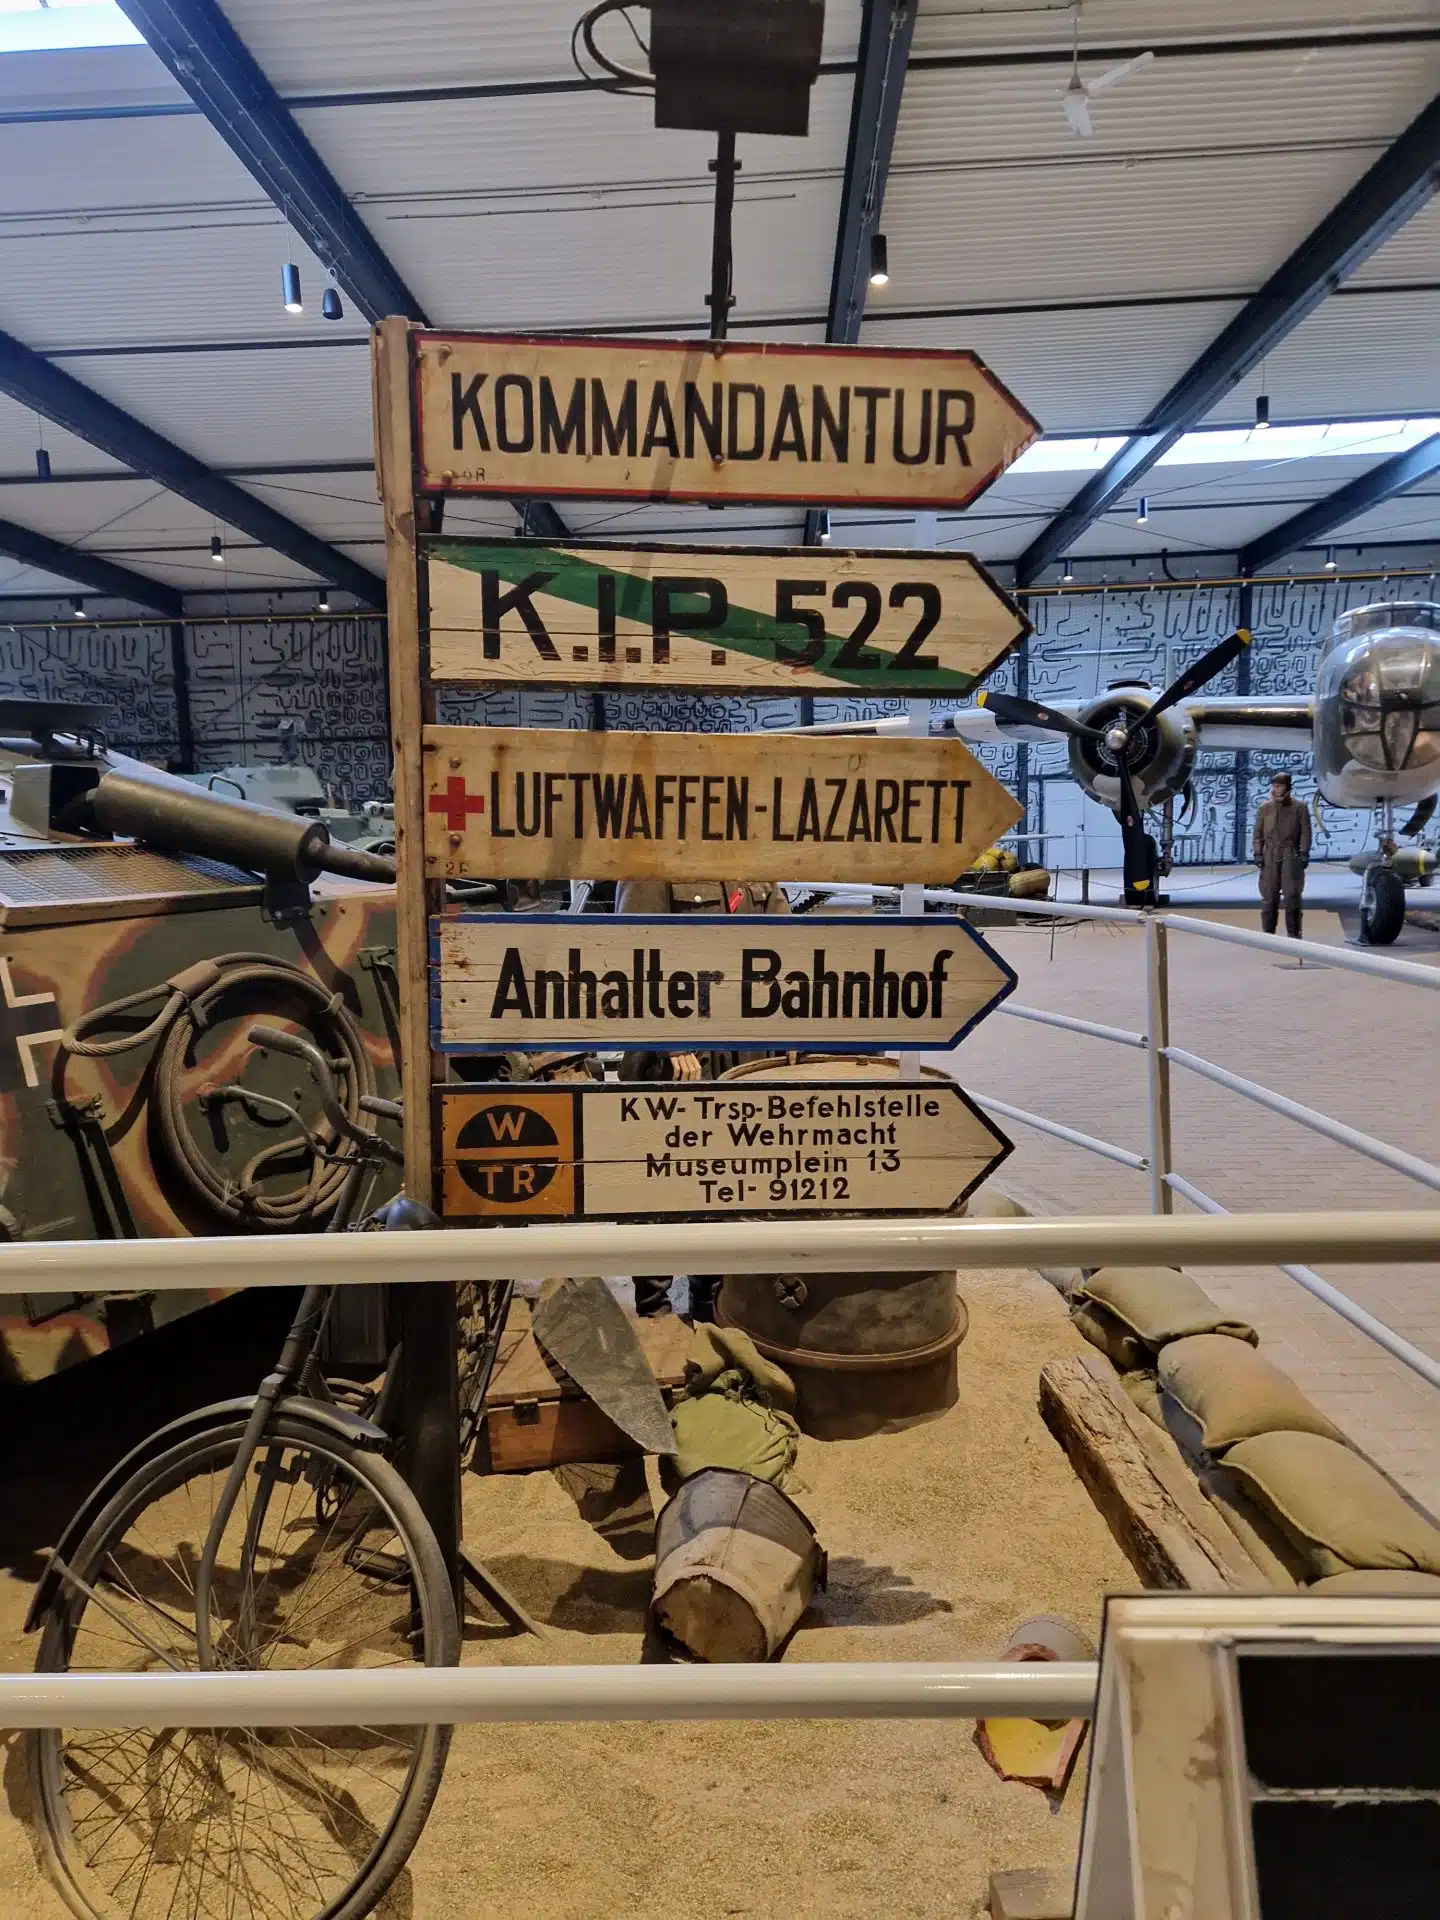 KOMMANDANTUR
K.I.P. 522
LUFTWAFFEN-LAZARETT
Anhalter Bahnhof
W
TR
KW-Trsp-Befehlstelle
der Wehrmacht
Museumplein 13
Tel- 91212